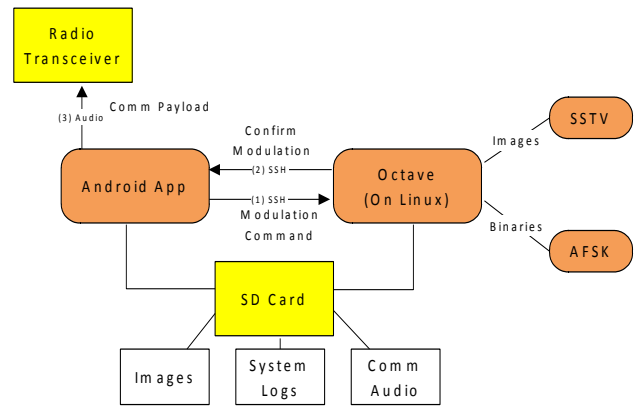 Radio
Transceiver
(3) Audio
Comm Payload
Confirm
Modulation
(2) SSH
Android App
(1) SSH
Modulation
Command
Octave
(On Linux)
Images
SSTV
Binaries
AFSK
SD Card
Images
System
Logs
Comm
Audio